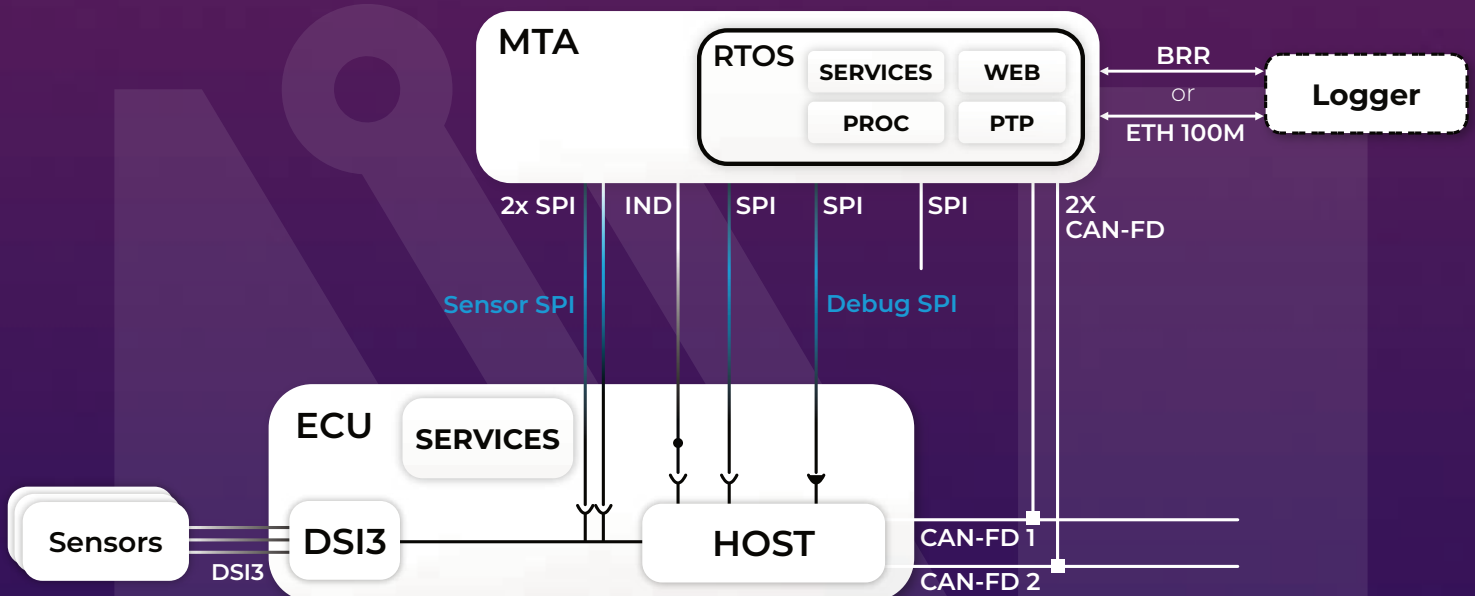 MTA
RTOS
SERVICES
WEB
PROC
PTP
BRR
or
ETH 100M
Logger
2x SPI
IND
SPI
SPI
SPI
2X
CAN-FD
Sensor SPI
Debug SPI
ECU
SERVICES
Sensors
DSI3
DSI3
HOST
CAN-FD 1
CAN-FD 2